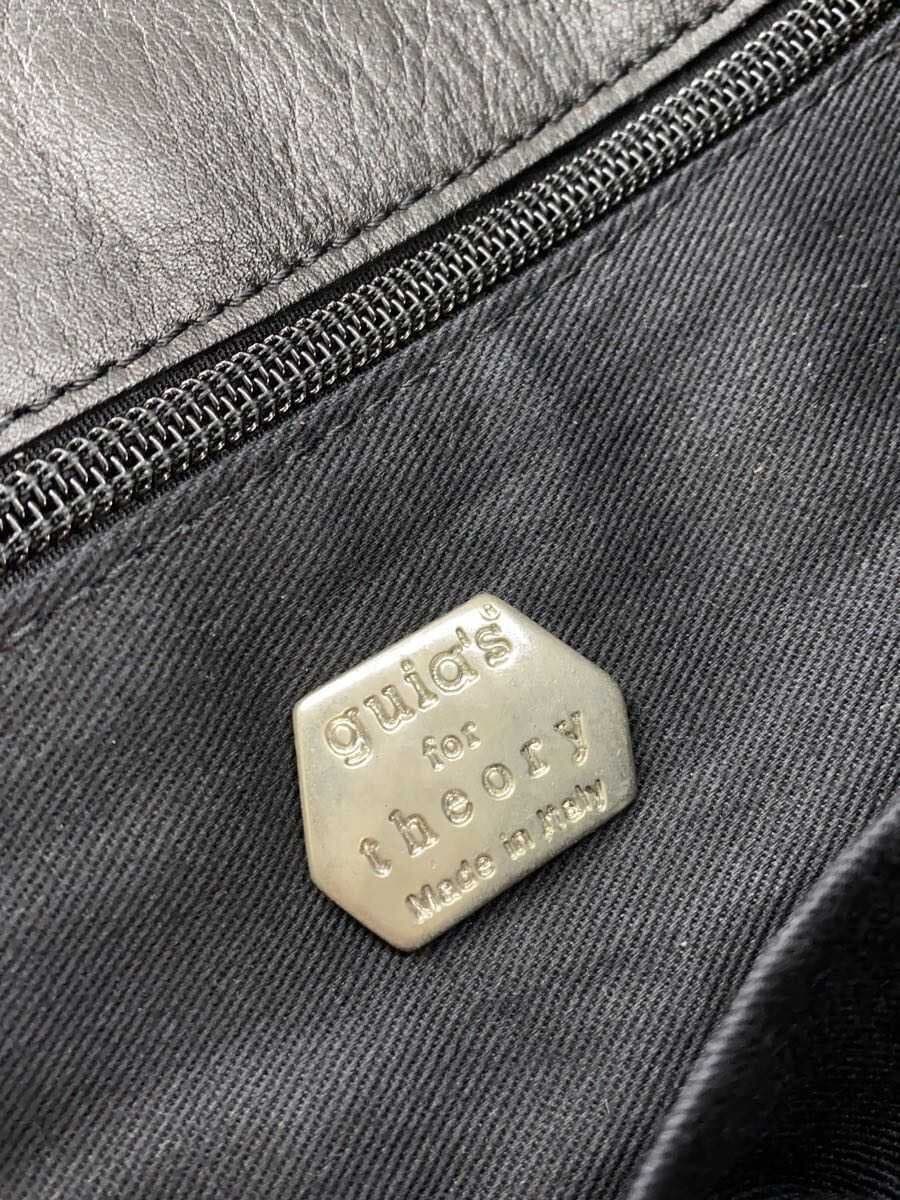 guia's®
for
theory
Made in Italy